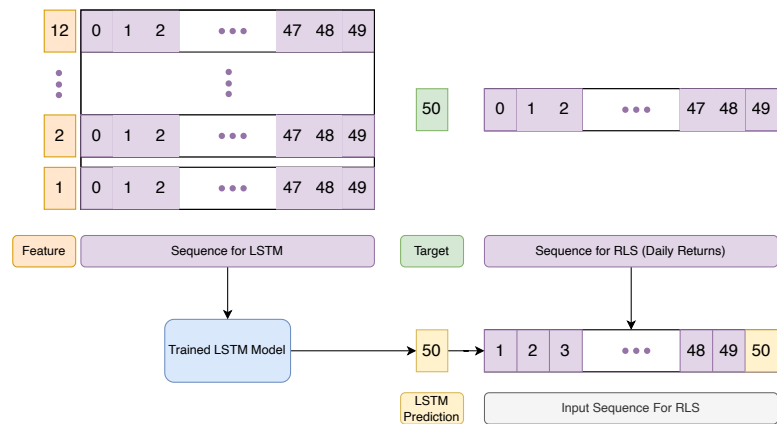 12 0 1 2 47 48 49
50 0 1 2 47 48 49
2 0 1 2 47 48 49
1 0 1 2 47 48 49
Feature Sequence for LSTM Target Sequence for RLS (Daily Returns)
Trained LSTM Model 50 1 2 3 48 49 50
LSTM
Prediction
Input Sequence For RLS